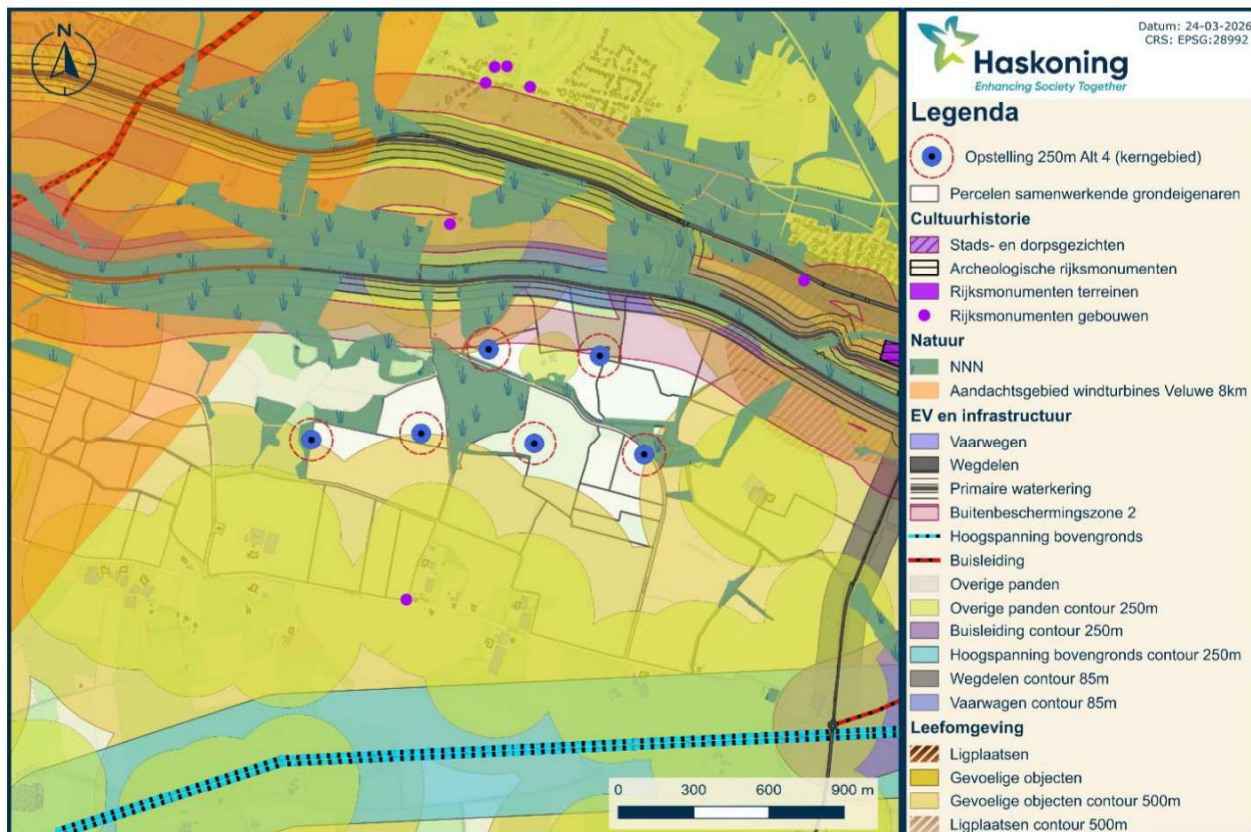 N
Datum: 24-03-2026
CRS: EPSG:28992
Haskoning
Enhancing Society Together
Legenda
Opstelling 250m Alt 4 (kerngebied)
Percelen samenwerkende grondeigenaren
Cultuurhistorie
Stads- en dorpsgezichten
Archeologische rijksmonumenten
Rijksmonumenten terreinen
Rijksmonumenten gebouwen
Natuur
NNN
Aandachtsgebied windturbines Veluwe 8km
EV en infrastructuur
Vaarwegen
Wegdelen
Primaire waterkering
Buitenbeschermingszone 2
Hoogspanning bovengronds
Buisleiding
Overige panden
Overige panden contour 250m
Buisleiding contour 250m
Hoogspanning bovengronds contour 250m
Wegdelen contour 85m
Vaarwagen contour 85m
Leefomgeving
Ligplaatsen
Gevoelige objecten
Gevoelige objecten contour 500m
Ligplaatsen contour 500m
0 300 600 900 m